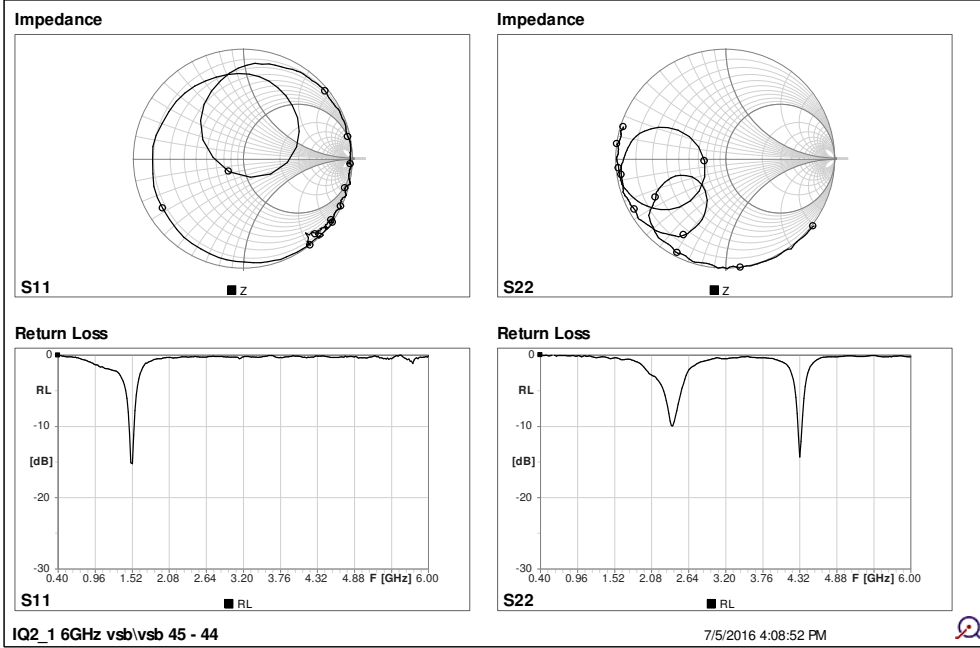 Impedance
Impedance
S11
Z
S22
Z
Return Loss
Return Loss
0
RL
-10
[dB]
-20
-30
0.40 0.96 1.52 2.08 2.64 3.20 3.76 4.32 4.88 F [GHz] 6.00
S11
RL
0
RL
-10
[dB]
-20
-30
0.40 0.96 1.52 2.08 2.64 3.20 3.76 4.32 4.88 F [GHz] 6.00
S22
RL
IQ2_1 6GHz vsb\vsb 45 - 44
7/5/2016 4:08:52 PM